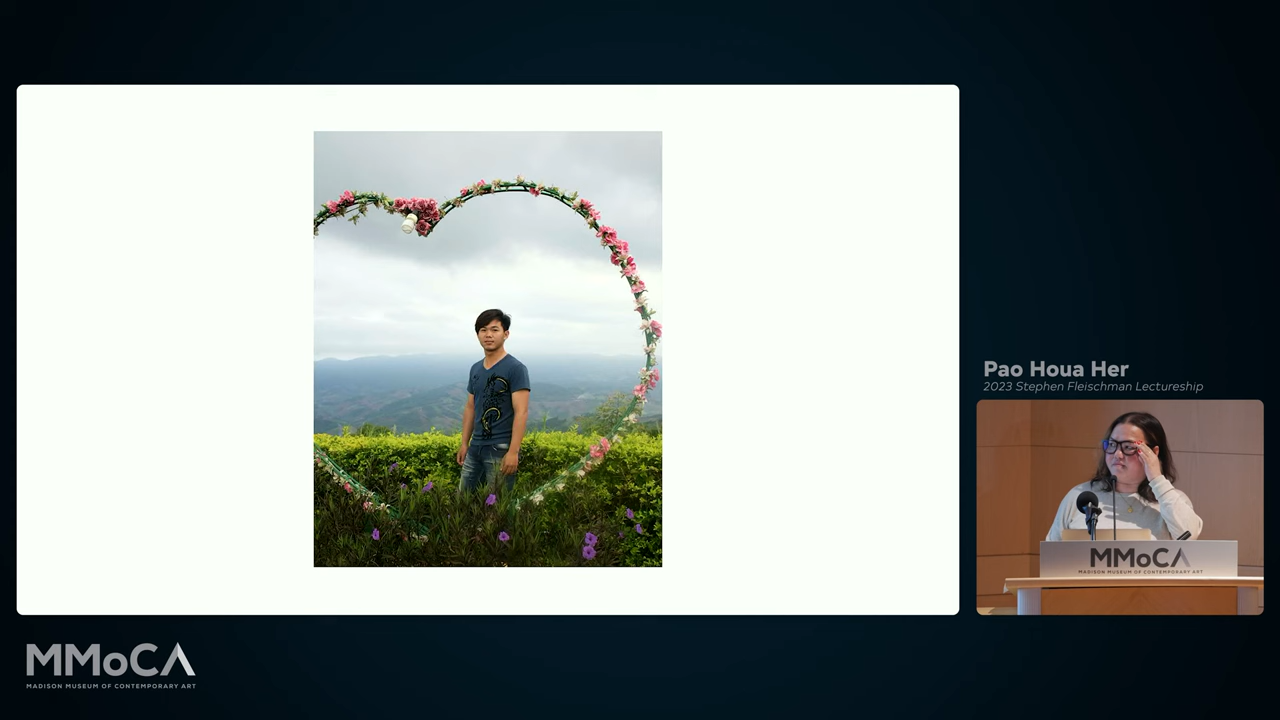 Pao Houa Her
2023 Stephen Fleischman Lectureship
MMoCA
MADISON MUSEUM OF CONTEMPORARY ART
MMoCA
MADISON MUSEUM OF CONTEMPORARY ART